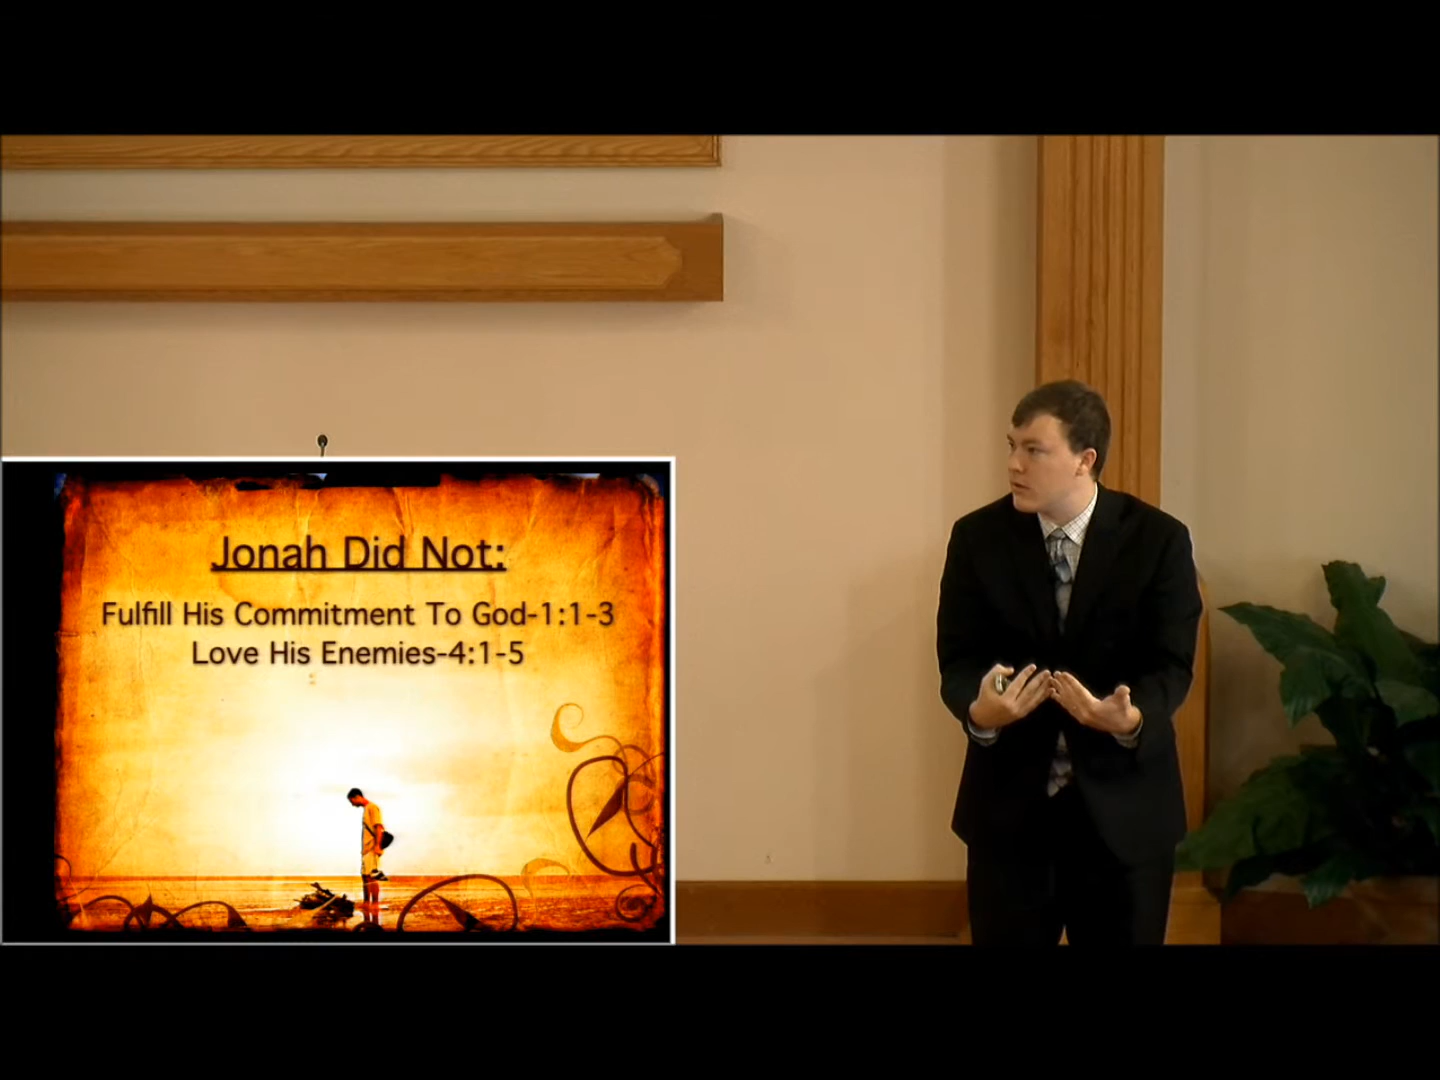 Jonah Did Not:
Fulfill His Commitment To God-1:1-3
Love His Enemies-4:1-5